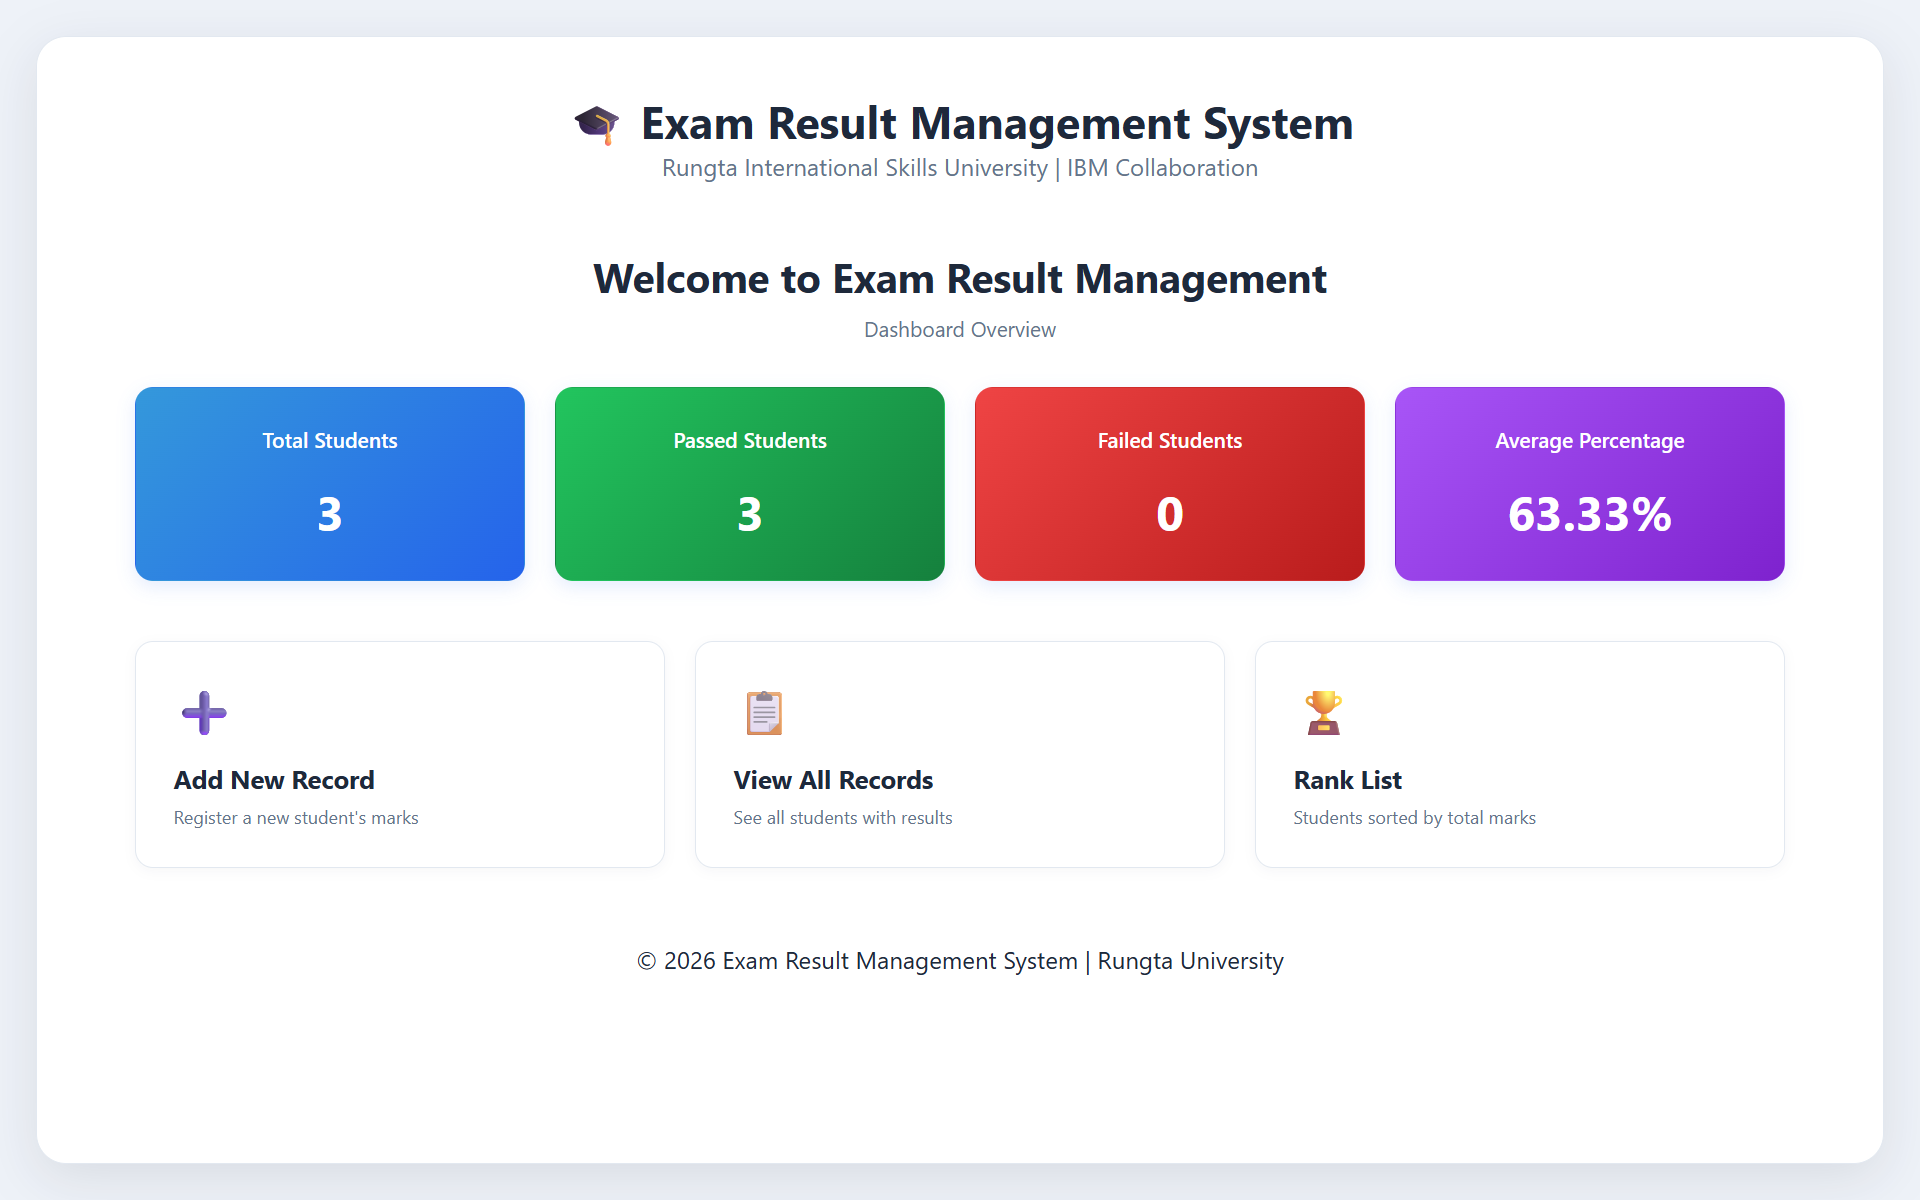 Exam Result Management System
Rungta International Skills University | IBM Collaboration
Welcome to Exam Result Management
Dashboard Overview
Total Students
3
Passed Students
3
Failed Students
0
Average Percentage
63.33%
Add New Record
Register a new student's marks
View All Records
See all students with results
Rank List
Students sorted by total marks
© 2026 Exam Result Management System | Rungta University